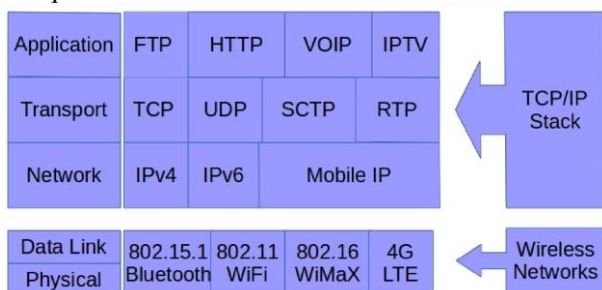 Application FTP HTTP VOIP IPTV
Transport TCP UDP SCTP RTP
TCP/IP
Stack
Network IPv4 IPv6 Mobile IP
Data Link
Physical
802.15.1
Bluetooth
802.11
WiFi
802.16
WiMaX
4G
LTE
Wireless
Networks